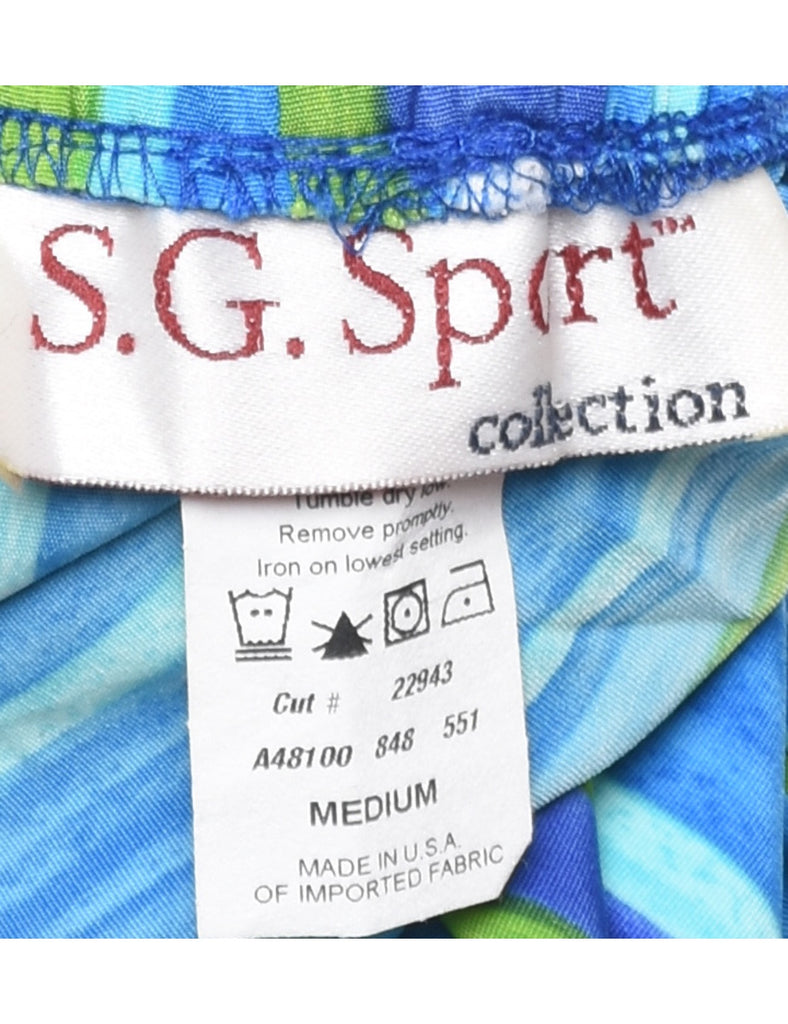 S.G. Sport™
collection
Tumble dry low.
Remove promptly.
Iron on lowest setting.
Cut # 22943
A48100 848 551
MEDIUM
MADE IN U.S.A.
OF IMPORTED FABRIC